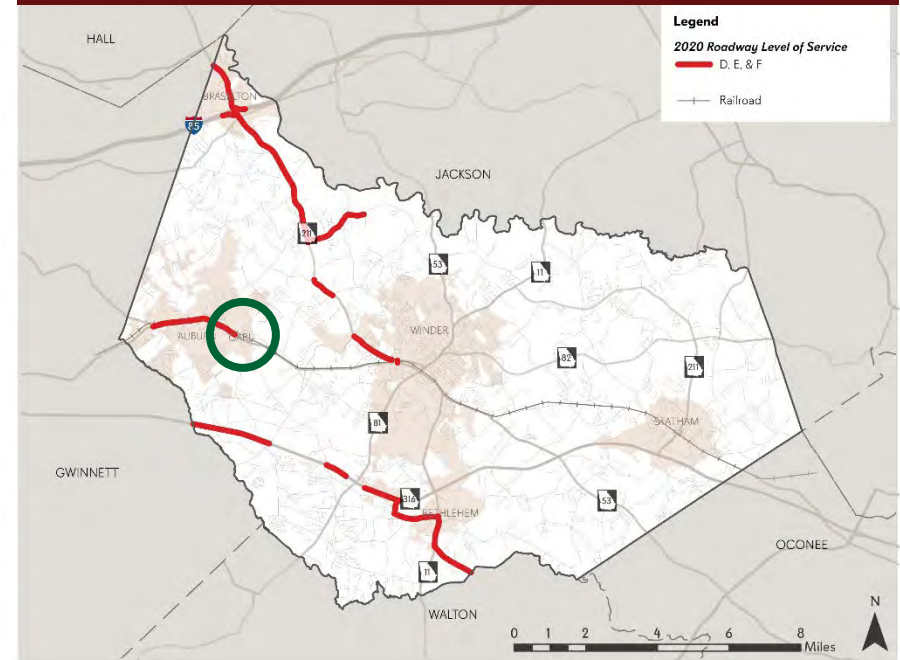 Legend
2020 Roadway Level of Service
D, E, & F
Railroad
HALL
BRASELTON
85
JACKSON
211
53
11
AUBURN
CARL
WINDER
82
211
81
STATHAM
GWINNETT
316
BETHLEHEM
53
OCONEE
11
WALTON
N
0 1 2 4 6 8
Miles